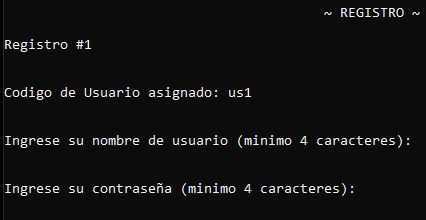 ~ REGISTRO ~
Registro #1
Codigo de Usuario asignado: us1
Ingrese su nombre de usuario (minimo 4 caracteres):
Ingrese su contraseña (minimo 4 caracteres):